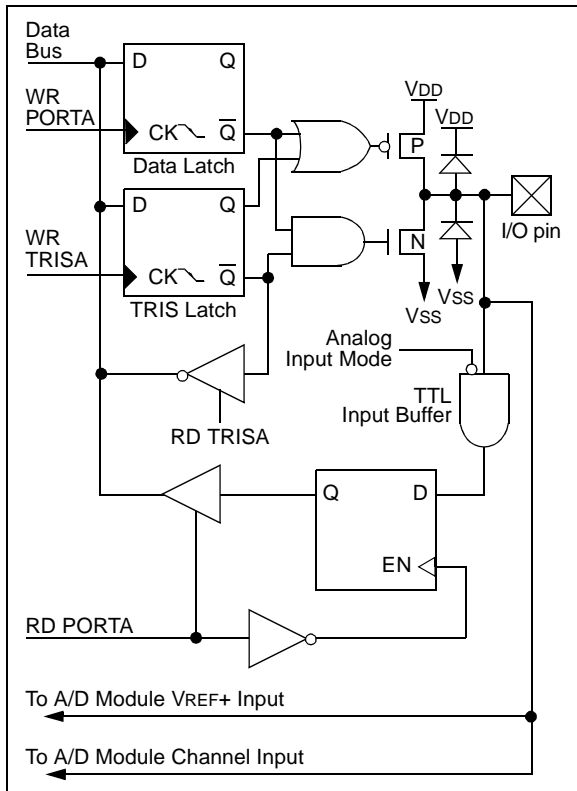 Data
Bus
D Q
WR
PORTA
CK Q
Data Latch
VDD
VDD
P
D Q
WR
TRISA
CK Q
TRIS Latch
N
I/O pin
VSS
VSS
Analog
Input Mode
TTL
Input Buffer
RD TRISA
Q D
EN
RD PORTA
To A/D Module VREF+ Input
To A/D Module Channel Input